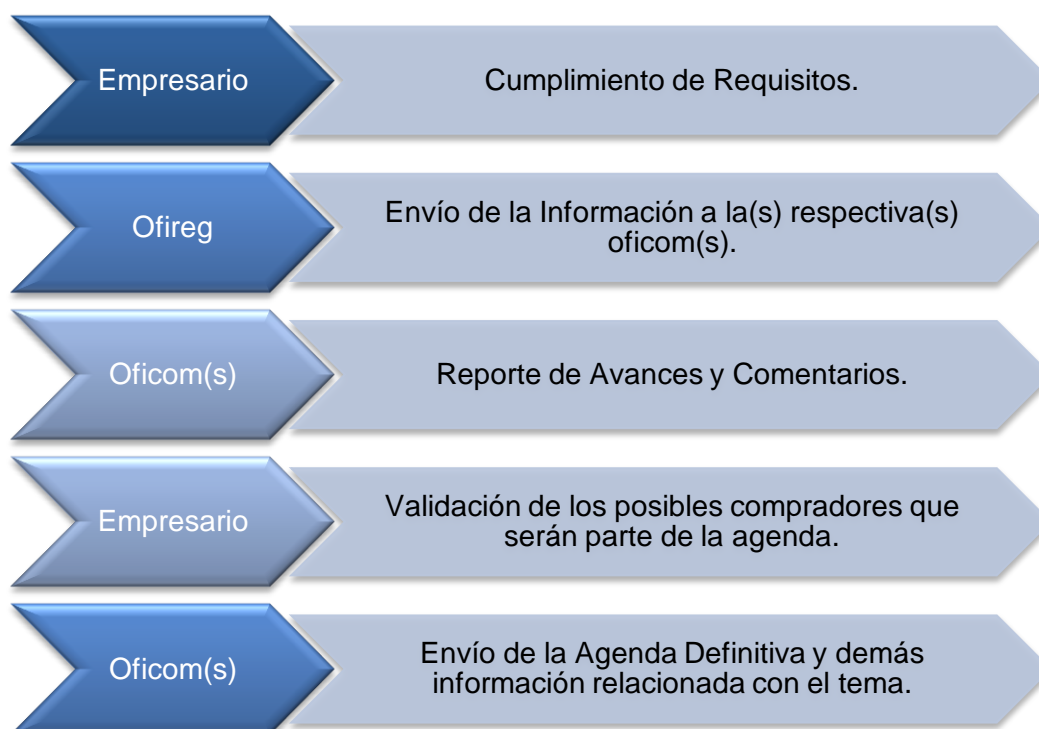 Empresario
Cumplimiento de Requisitos.
Ofireg
Envío de la Información a la(s) respectiva(s)
oficom(s).
Oficom(s)
Reporte de Avances y Comentarios.
Empresario
Validación de los posibles compradores que
serán parte de la agenda.
Oficom(s)
Envío de la Agenda Definitiva y demás
información relacionada con el tema.